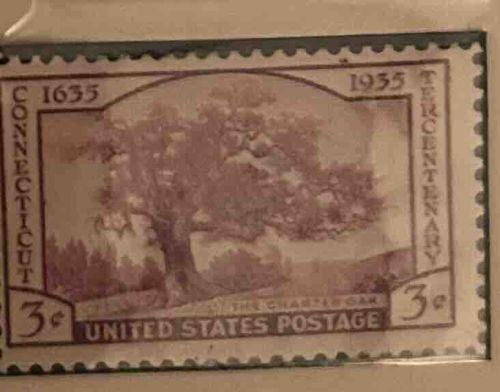 1635
1935
CONNECTICUT
TERCENTENARY
THE CHARTER OAK
3¢
3¢
UNITED STATES POSTAGE